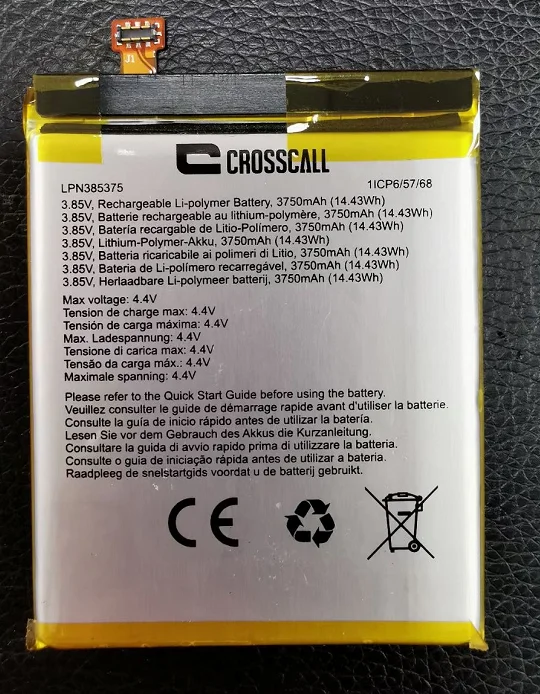 J1
CROSSCALL
LPN385375 1ICP6/57/68
3.85V, Rechargeable Li-polymer Battery, 3750mAh (14.43Wh)
3.85V, Batterie rechargeable au lithium-polymère, 3750mAh (14.43Wh)
3.85V, Batería recargable de Litio-Polímero, 3750mAh (14.43Wh)
3.85V, Lithium-Polymer-Akku, 3750mAh (14.43Wh)
3.85V, Batteria ricaricabile ai polimeri di Litio, 3750mAh (14.43Wh)
3.85V, Bateria de Li-polímero recarregável, 3750mAh (14.43Wh)
3.85V, Herlaadbare Li-polymeer batterij, 3750mAh (14.43Wh)
Max voltage: 4.4V
Tension de charge max: 4.4V
Tensión de carga máxima: 4.4V
Max. Ladespannung: 4.4V
Tensione di carica max: 4.4V
Tensão da carga máx.: 4.4V
Maximale spanning: 4.4V
Please refer to the Quick Start Guide before using the battery.
Veuillez consulter le guide de démarrage rapide avant d'utiliser la batterie.
Consulte la guía de inicio rápido antes de utilizar la batería.
Lesen Sie vor dem Gebrauch des Akkus die Kurzanleitung.
Consultare la guida di avvio rapido prima di utilizzare la batteria.
Consulte o guia de iniciação rápida antes de utilizar a bateria.
Raadpleeg de snelstartgids voordat u de batterij gebruikt.
CE